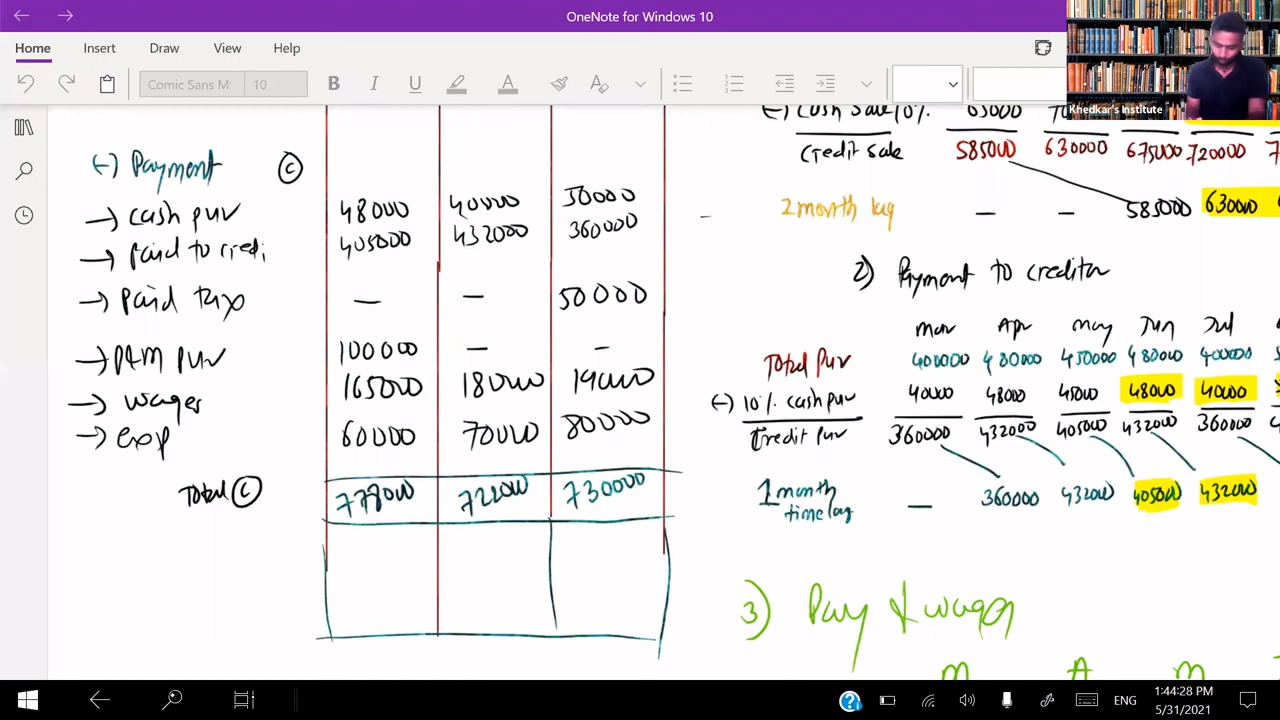 OneNote for Windows 10
Home Insert Draw View Help
Comic Sans M 10
Khedkar's Institute
(-) Payment (C)
→ Cash pur 48000 40000 50000
→ Paid to credi 405000 432000 360000
→ Paid tax — — 50000
→ P&M pur 100000 — —
→ wages 165000 180000 190000
→ exp 60000 70000 80000
Total (C) 778000 722000 730000
(-) Cash Sale 10% 65000
Credit sale 585000 630000 675000 720000
2 month lag — — 585000 630000
2) Payment to creditor
Mar Apr May Jun Jul
Total Pur 400000 480000 450000 480000 400000
(-) 10% cash pur 40000 48000 45000 48000 40000
Credit pur 360000 432000 405000 432000 360000
1 month time lag — 360000 432000 405000 432000
3) Pay of wages
M A M
ENG
1:44:28 PM
5/31/2021